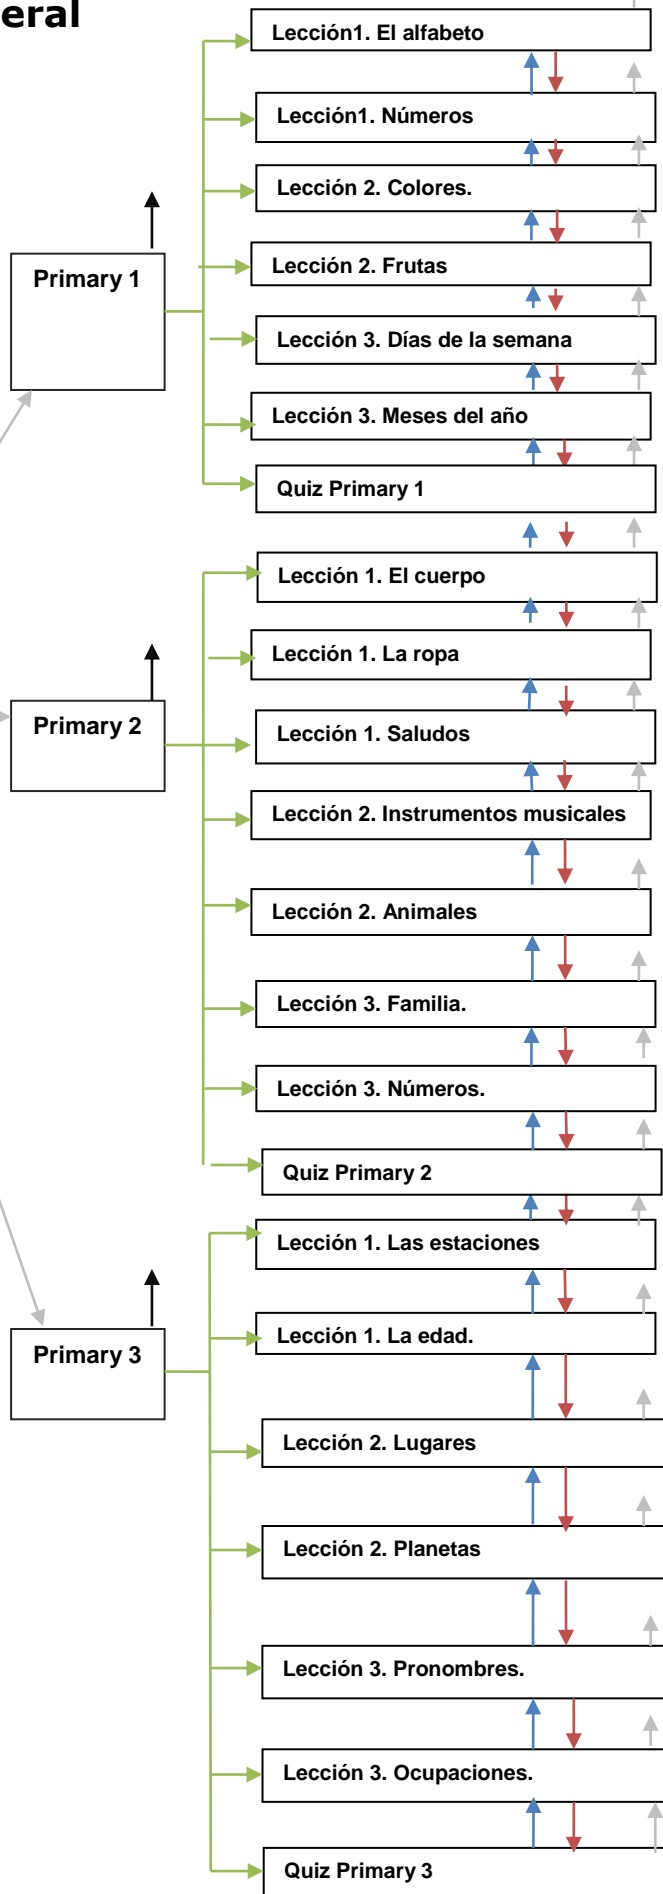 eral
Lección1. El alfabeto
Lección1. Números
Lección 2. Colores.
Primary 1
Lección 2. Frutas
Lección 3. Días de la semana
Lección 3. Meses del año
Quiz Primary 1
Lección 1. El cuerpo
Lección 1. La ropa
Primary 2
Lección 1. Saludos
Lección 2. Instrumentos musicales
Lección 2. Animales
Lección 3. Familia.
Lección 3. Números.
Quiz Primary 2
Lección 1. Las estaciones
Primary 3
Lección 1. La edad.
Lección 2. Lugares
Lección 2. Planetas
Lección 3. Pronombres.
Lección 3. Ocupaciones.
Quiz Primary 3